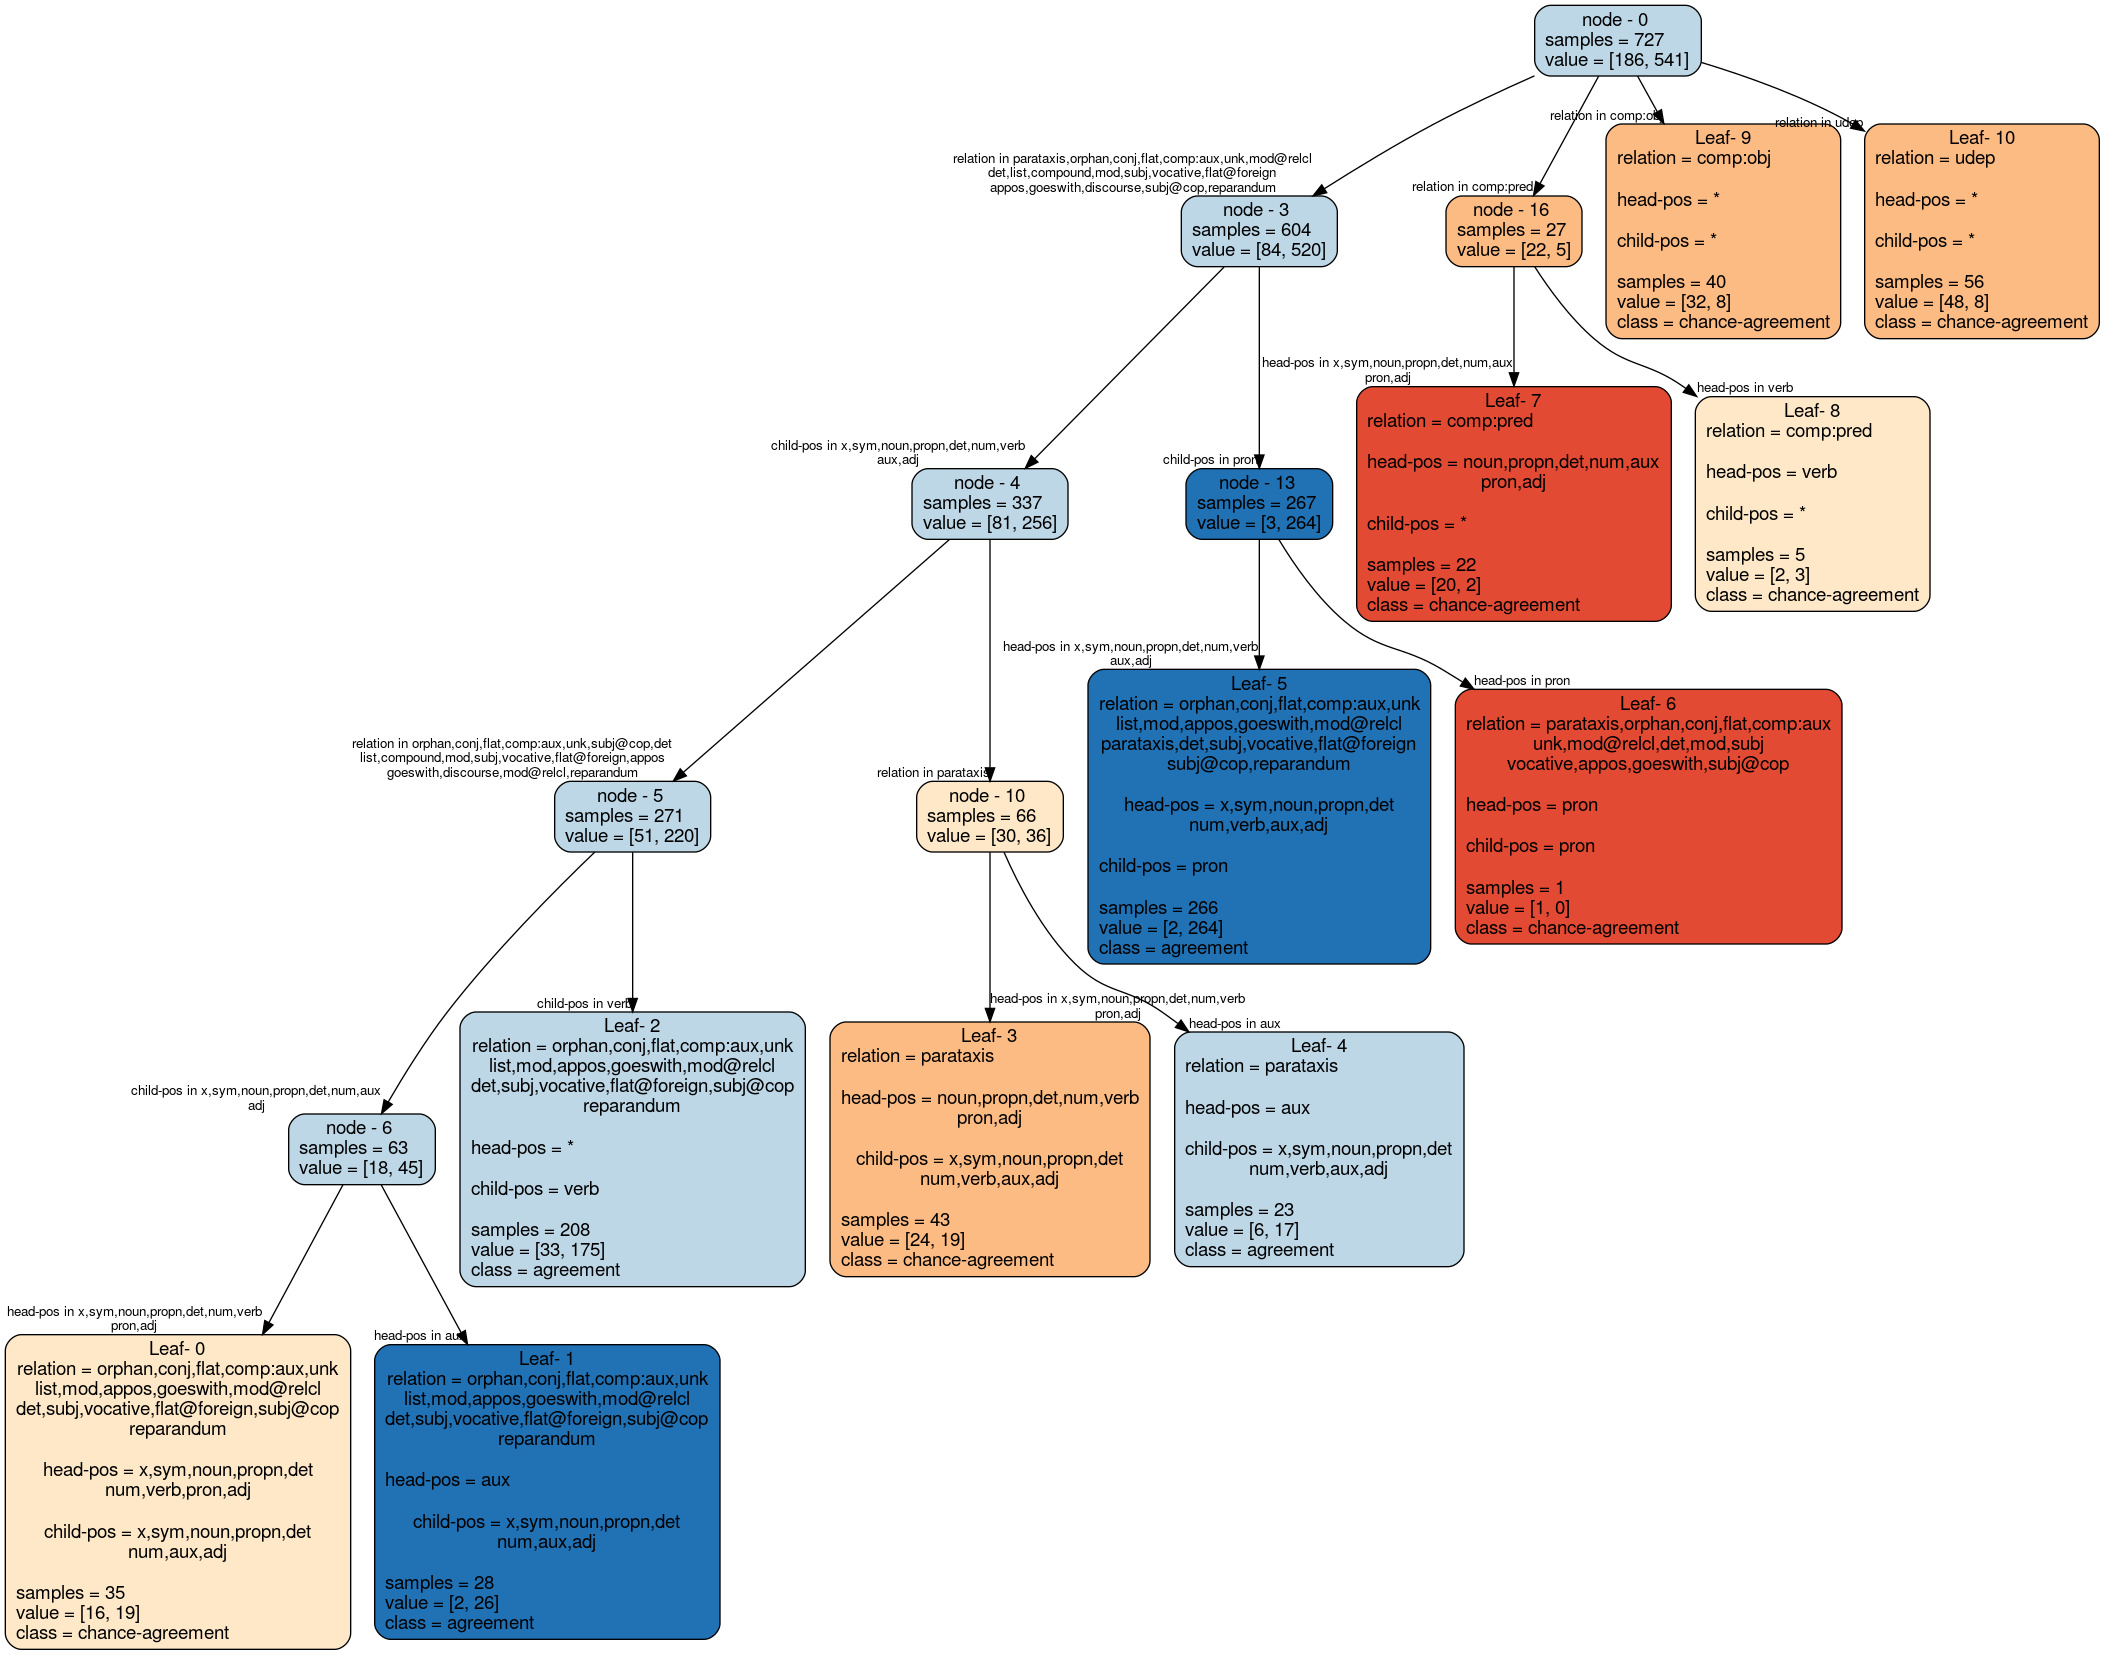 node - 0
samples = 727
value = [186, 541]
relation in comp:obj
relation in udep
Leaf- 9
relation = comp:obj
head-pos = *
child-pos = *
samples = 40
value = [32, 8]
class = chance-agreement
Leaf- 10
relation = udep
head-pos = *
child-pos = *
samples = 56
value = [48, 8]
class = chance-agreement
relation in parataxis,orphan,conj,flat,comp:aux,unk,mod@relcl
det,list,compound,mod,subj,vocative,flat@foreign
appos,goeswith,discourse,subj@cop,reparandum
node - 3
samples = 604
value = [84, 520]
relation in comp:pred
node - 16
samples = 27
value = [22, 5]
head-pos in x,sym,noun,propn,det,num,aux
pron,adj
Leaf- 7
relation = comp:pred
head-pos = noun,propn,det,num,aux
pron,adj
child-pos = *
samples = 22
value = [20, 2]
class = chance-agreement
head-pos in verb
Leaf- 8
relation = comp:pred
head-pos = verb
child-pos = *
samples = 5
value = [2, 3]
class = chance-agreement
child-pos in x,sym,noun,propn,det,num,verb
aux,adj
node - 4
samples = 337
value = [81, 256]
child-pos in pron
node - 13
samples = 267
value = [3, 264]
head-pos in x,sym,noun,propn,det,num,verb
aux,adj
Leaf- 5
relation = orphan,conj,flat,comp:aux,unk
list,mod,appos,goeswith,mod@relcl
parataxis,det,subj,vocative,flat@foreign
subj@cop,reparandum
head-pos = x,sym,noun,propn,det
num,verb,aux,adj
child-pos = pron
samples = 266
value = [2, 264]
class = agreement
head-pos in pron
Leaf- 6
relation = parataxis,orphan,conj,flat,comp:aux
unk,mod@relcl,det,mod,subj
vocative,appos,goeswith,subj@cop
head-pos = pron
child-pos = pron
samples = 1
value = [1, 0]
class = chance-agreement
relation in orphan,conj,flat,comp:aux,unk,subj@cop,det
list,compound,mod,subj,vocative,flat@foreign,appos
goeswith,discourse,mod@relcl,reparandum
node - 5
samples = 271
value = [51, 220]
relation in parataxis
node - 10
samples = 66
value = [30, 36]
child-pos in x,sym,noun,propn,det,num,aux
adj
node - 6
samples = 63
value = [18, 45]
child-pos in verb
Leaf- 2
relation = orphan,conj,flat,comp:aux,unk
list,mod,appos,goeswith,mod@relcl
det,subj,vocative,flat@foreign,subj@cop
reparandum
head-pos = *
child-pos = verb
samples = 208
value = [33, 175]
class = agreement
head-pos in x,sym,noun,propn,det,num,verb
pron,adj
Leaf- 3
relation = parataxis
head-pos = noun,propn,det,num,verb
pron,adj
child-pos = x,sym,noun,propn,det
num,verb,aux,adj
samples = 43
value = [24, 19]
class = chance-agreement
head-pos in aux
Leaf- 4
relation = parataxis
head-pos = aux
child-pos = x,sym,noun,propn,det
num,verb,aux,adj
samples = 23
value = [6, 17]
class = agreement
head-pos in x,sym,noun,propn,det,num,verb
pron,adj
Leaf- 0
relation = orphan,conj,flat,comp:aux,unk
list,mod,appos,goeswith,mod@relcl
det,subj,vocative,flat@foreign,subj@cop
reparandum
head-pos = x,sym,noun,propn,det
num,verb,pron,adj
child-pos = x,sym,noun,propn,det
num,aux,adj
samples = 35
value = [16, 19]
class = chance-agreement
head-pos in aux
Leaf- 1
relation = orphan,conj,flat,comp:aux,unk
list,mod,appos,goeswith,mod@relcl
det,subj,vocative,flat@foreign,subj@cop
reparandum
head-pos = aux
child-pos = x,sym,noun,propn,det
num,aux,adj
samples = 28
value = [2, 26]
class = agreement